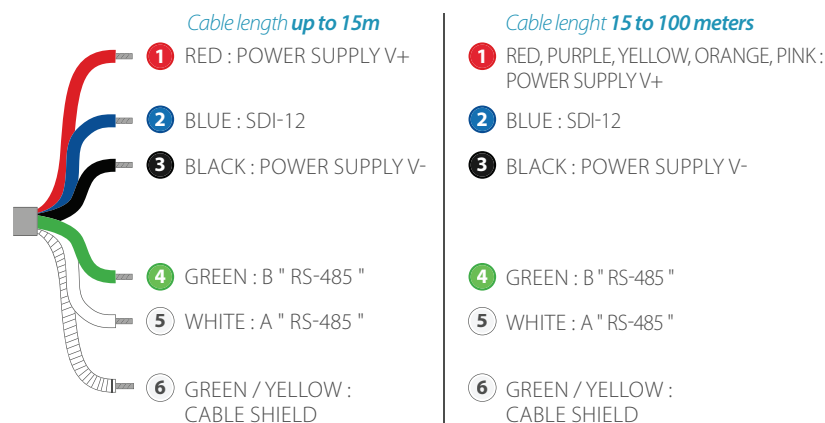 Cable length up to 15m
1 RED : POWER SUPPLY V+
2 BLUE : SDI-12
3 BLACK : POWER SUPPLY V-
4 GREEN : B " RS-485 "
5 WHITE : A " RS-485 "
6 GREEN / YELLOW :
CABLE SHIELD
Cable lenght 15 to 100 meters
1 RED, PURPLE, YELLOW, ORANGE, PINK :
POWER SUPPLY V+
2 BLUE : SDI-12
3 BLACK : POWER SUPPLY V-
4 GREEN : B " RS-485 "
5 WHITE : A " RS-485 "
6 GREEN / YELLOW :
CABLE SHIELD